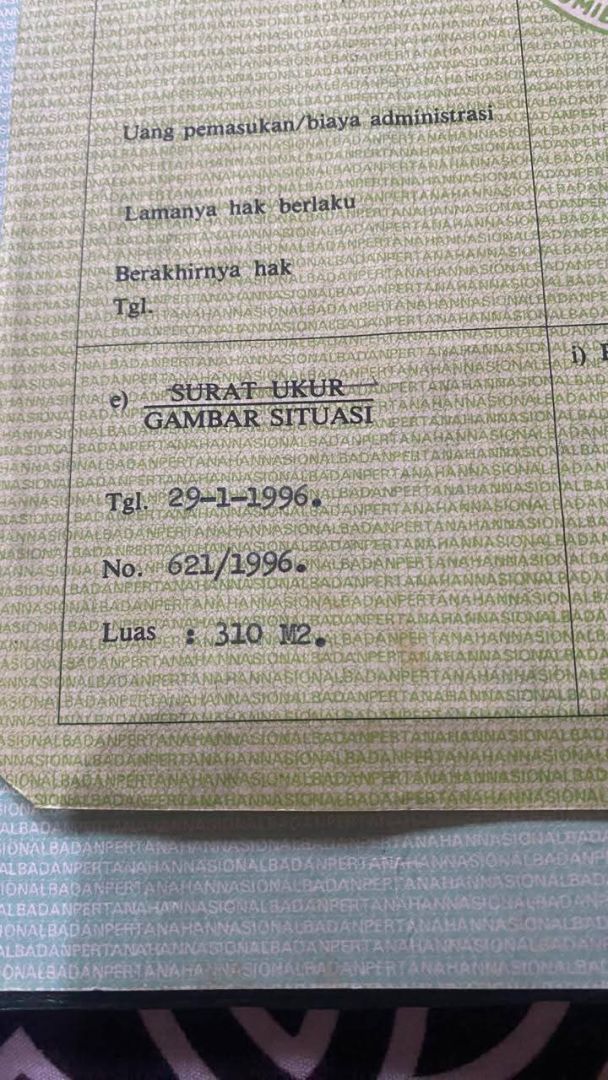 Uang pemasukan/biaya administrasi
Lamanya hak berlaku
Berakhirnya hak
Tgl.
i)
e) SURAT UKUR
GAMBAR SITUASI
Tgl. 29-1-1996.
No. 621/1996.
Luas : 310 M2.
BADANPERTANAHANNASIONAL